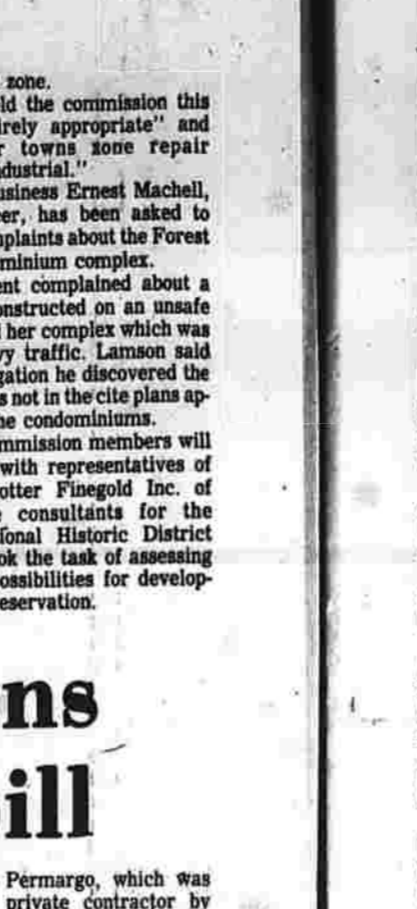 zone.
ld the commission this
irely appropriate" and
r towns zone repair
dustrial."
usiness Ernest Machell,
er, has been asked to
nplaints about the Forest
minium complex.
ent complained about a
onstructed on an unsafe
d her complex which was
vy traffic. Lamson said
gation he discovered the
s not in the cite plans ap-
he condominiums.
mmission members will
with representatives of
otter Finegold Inc. of
e consultants for the
ional Historic District
ok the task of assessing
ossibilities for develop-
eservation.
ns
ill
Permargo, which was
private contractor by